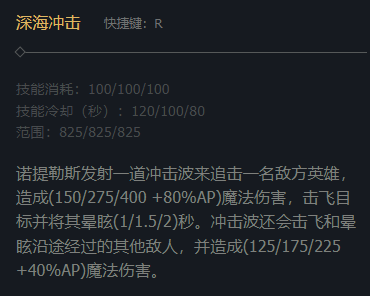 深海冲击 快捷键：R
技能消耗：100/100/100
技能冷却（秒）：120/100/80
范围：825/825/825
诺提勒斯发射一道冲击波来追击一名敌方英雄，
造成(150/275/400 +80%AP)魔法伤害，击飞目
标并将其晕眩(1/1.5/2)秒。冲击波还会击飞和晕
眩沿途经过的其他敌人，并造成(125/175/225
+40%AP)魔法伤害。